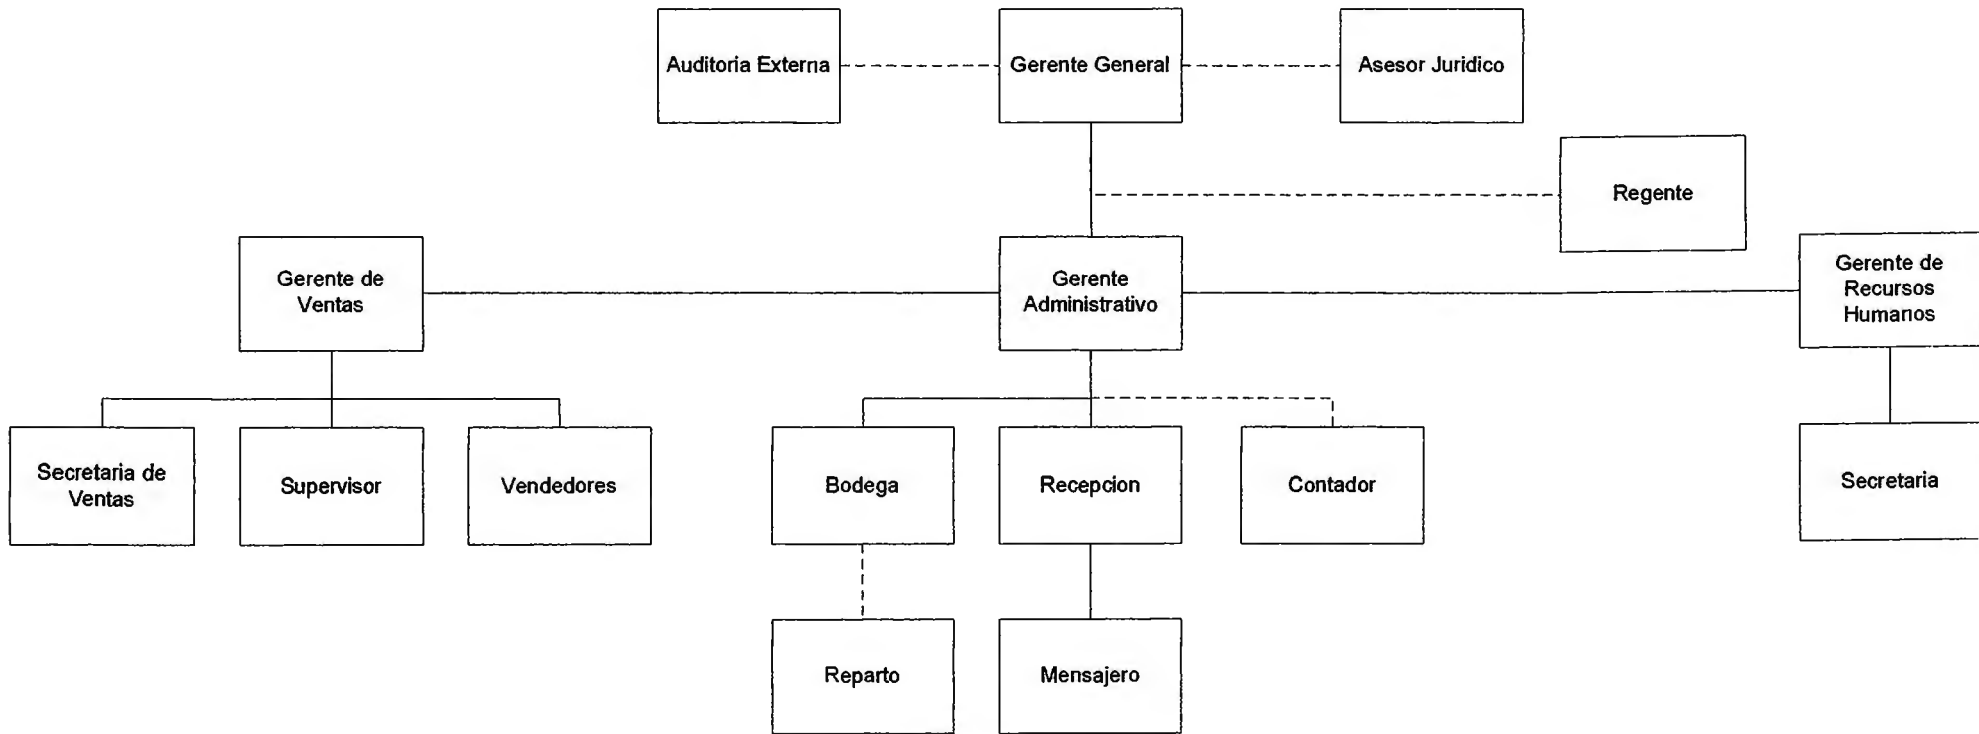 Auditoria Externa
Gerente General
Asesor Juridico
Regente
Gerente de
Ventas
Gerente
Administrativo
Gerente de
Recursos
Humanos
Secretaria de
Ventas
Supervisor
Vendedores
Bodega
Recepcion
Contador
Secretaria
Reparto
Mensajero